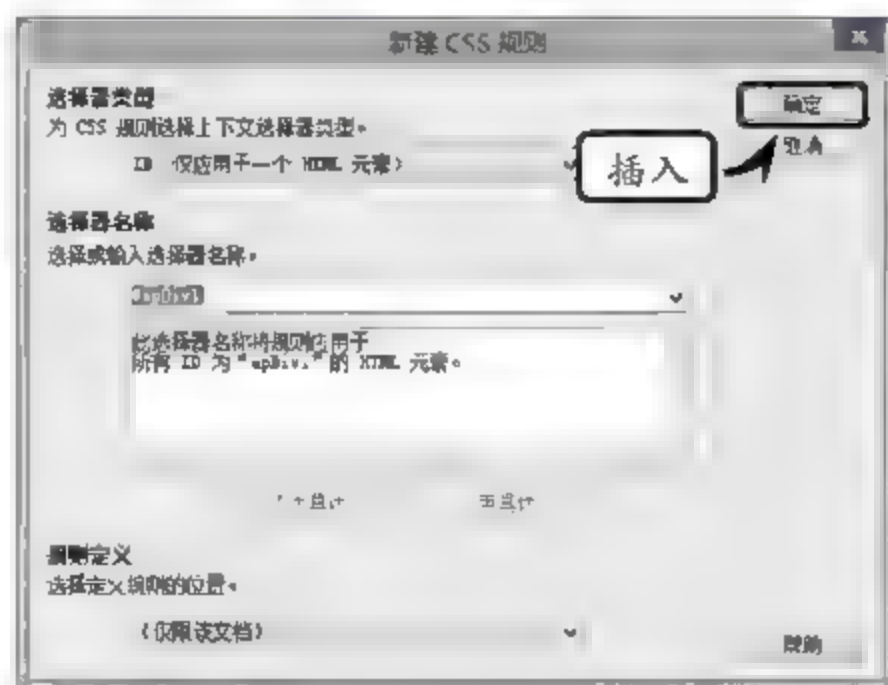 新建 CSS 规则
选择器类型
为 CSS 规则选择上下文选择器类型。
确定
取消
ID（仅应用于一个 HTML 元素）
插入
选择器名称
选择或输入选择器名称。
此选择器名称将规则应用于
所有 ID 为“apDiv1”的 HTML 元素。
规则定义
选择定义规则的位置。
（仅限该文档）
帮助